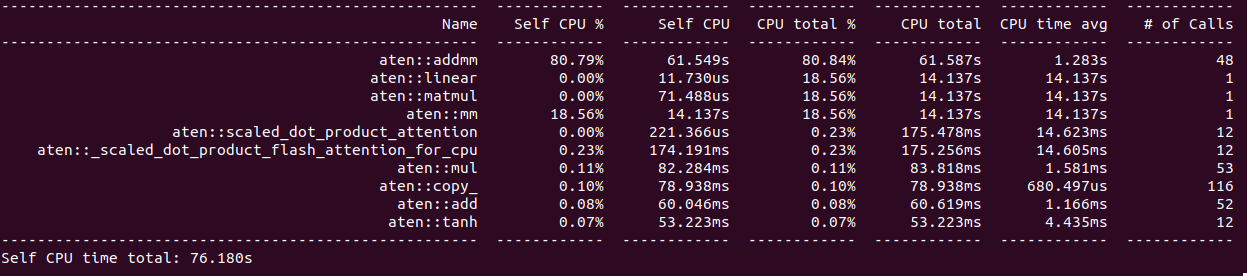 -------------------------------------------------------  ------------  ------------  ------------  ------------  ------------  ------------
Name    Self CPU %      Self CPU   CPU total %     CPU total  CPU time avg    # of Calls
-------------------------------------------------------  ------------  ------------  ------------  ------------  ------------  ------------
aten::addmm        80.79%       61.549s        80.84%       61.587s        1.283s            48
aten::linear         0.00%      11.730us        18.56%       14.137s       14.137s             1
aten::matmul         0.00%      71.488us        18.56%       14.137s       14.137s             1
aten::mm        18.56%       14.137s        18.56%       14.137s       14.137s             1
aten::scaled_dot_product_attention         0.00%     221.366us         0.23%     175.478ms      14.623ms            12
aten::_scaled_dot_product_flash_attention_for_cpu         0.23%     174.191ms         0.23%     175.256ms      14.605ms            12
aten::mul         0.11%      82.284ms         0.11%      83.818ms       1.581ms            53
aten::copy_         0.10%      78.938ms         0.10%      78.938ms     680.497us           116
aten::add         0.08%      60.046ms         0.08%      60.619ms       1.166ms            52
aten::tanh         0.07%      53.223ms         0.07%      53.223ms       4.435ms            12
-------------------------------------------------------  ------------  ------------  ------------  ------------  ------------  ------------
Self CPU time total: 76.180s